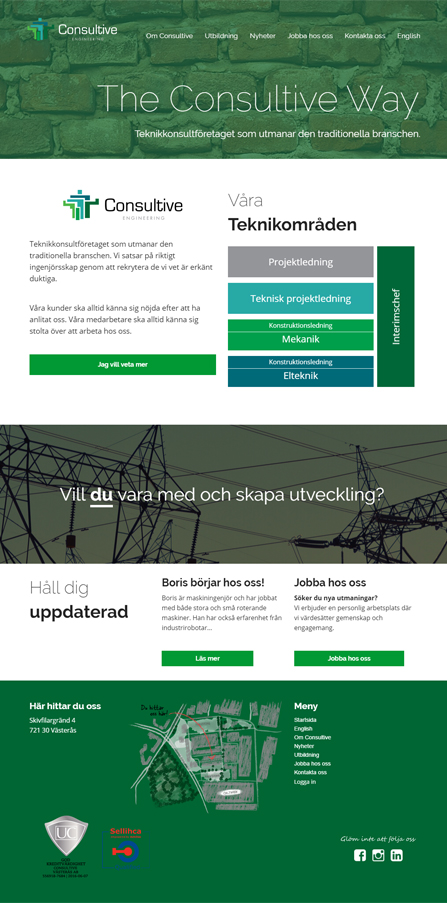 Consultive
ENGINEERING
Om Consultive
Utbildning
Nyheter
Jobba hos oss
Kontakta oss
English
The Consultive Way
Teknikkonsultföretaget som utmanar den traditionella branschen.
Consultive
ENGINEERING
Teknikkonsultföretaget som utmanar den
traditionella branschen. Vi satsar på riktigt
ingenjörsskap genom att rekrytera de vi vet är erkänt
duktiga.
Våra kunder ska alltid känna sig nöjda efter att ha
anlitat oss. Våra medarbetare ska alltid känna sig
stolta över att arbeta hos oss.
Jag vill veta mer
Våra
Teknikområden
Projektledning
Teknisk projektledning
Konstruktionsledning
Mekanik
Konstruktionsledning
Elteknik
Interimschef
Vill du vara med och skapa utveckling?
Håll dig
uppdaterad
Boris börjar hos oss!
Boris är maskiningenjör och har jobbat
med både stora och små roterande
maskiner. Han har också erfarenhet från
industrirobotar...
Läs mer
Jobba hos oss
Söker du nya utmaningar?
Vi erbjuder en personlig arbetsplats där
vi värdesätter gemenskap och
engagemang.
Jobba hos oss
Här hittar du oss
Skivfilargränd 4
721 30 Västerås
Du hittar
oss här!
Meny
Startsida
English
Om Consultive
Nyheter
Utbildning
Jobba hos oss
Kontakta oss
Logga in
UC
Sellihca
Glöm inte att följa oss